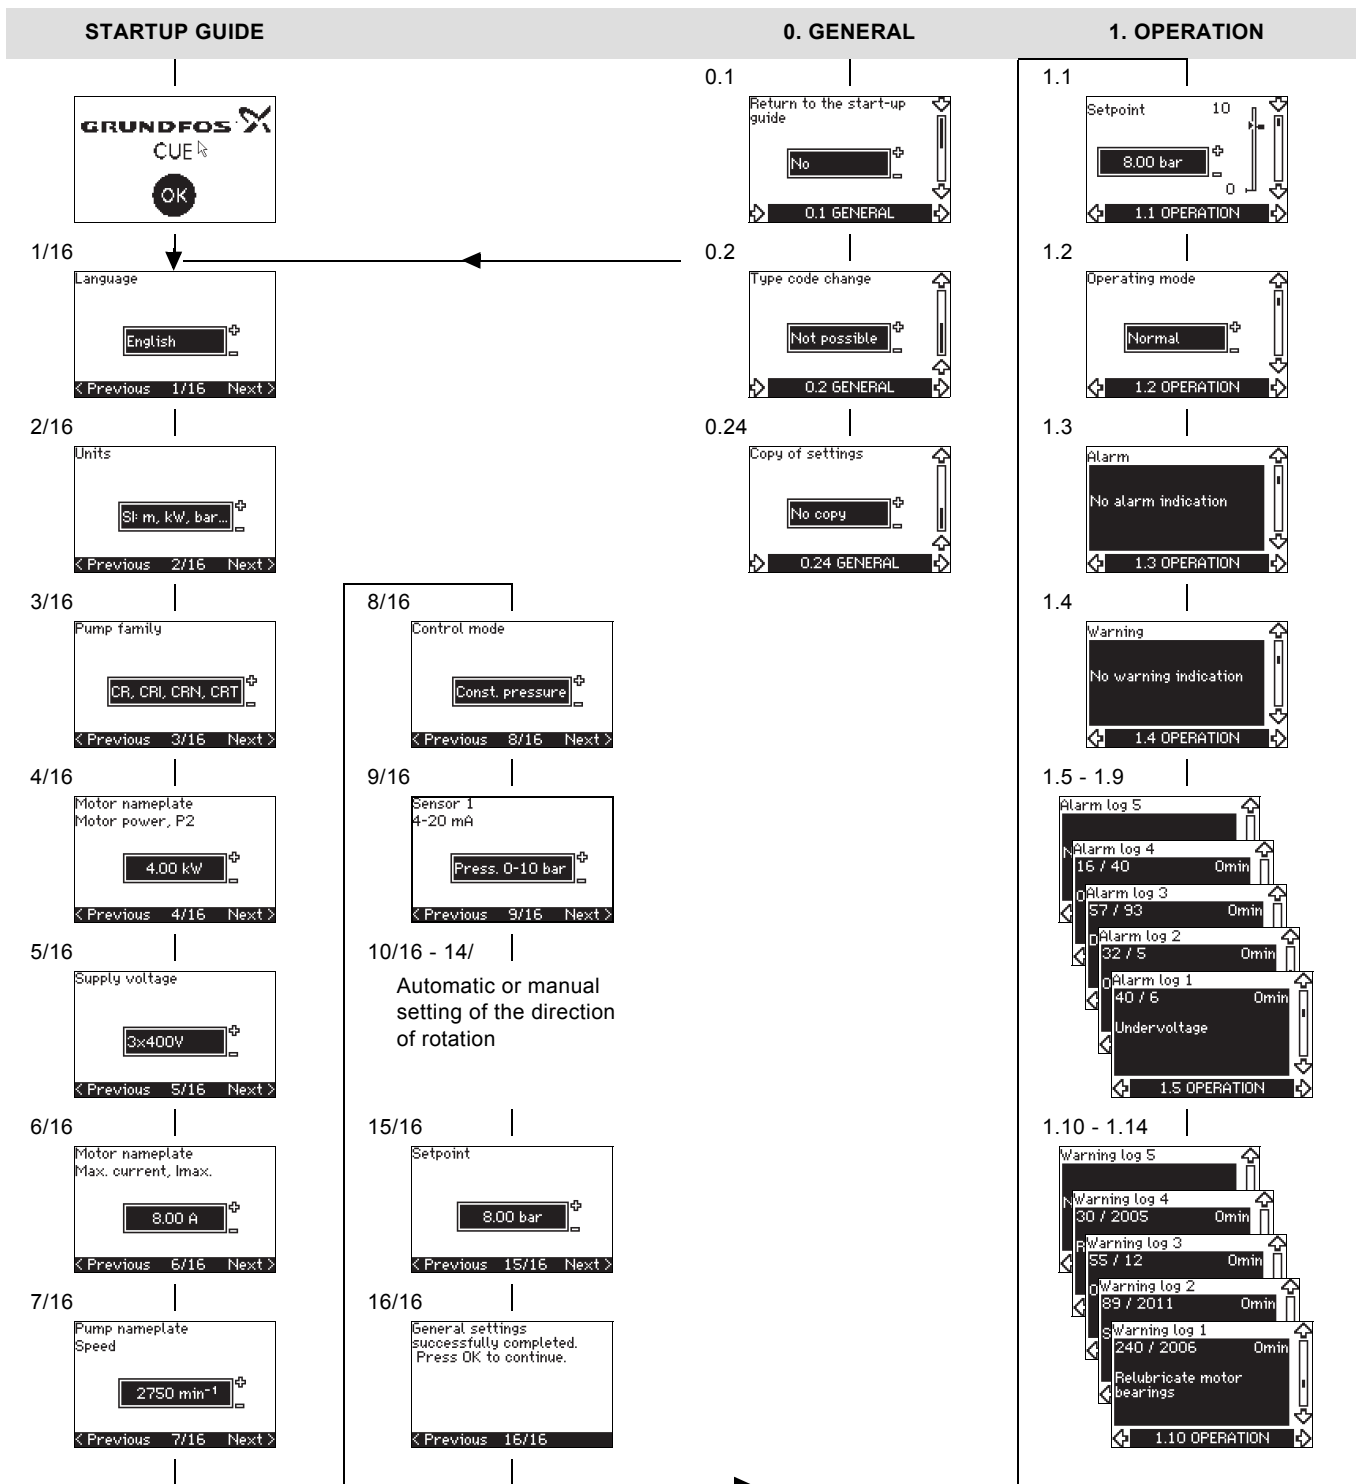 STARTUP GUIDE
0. GENERAL
1. OPERATION
GRUNDFOS
CUE
OK
1/16
Language
English
< Previous 1/16 Next >
2/16
Units
SI: m, kW, bar...
< Previous 2/16 Next >
3/16
Pump family
CR, CRI, CRN, CRT
< Previous 3/16 Next >
4/16
Motor nameplate
Motor power, P2
4.00 kW
< Previous 4/16 Next >
5/16
Supply voltage
3x400V
< Previous 5/16 Next >
6/16
Motor nameplate
Max. current, Imax.
8.00 A
< Previous 6/16 Next >
7/16
Pump nameplate
Speed
2750 min⁻¹
< Previous 7/16 Next >
8/16
Control mode
Const. pressure
< Previous 8/16 Next >
9/16
Sensor 1
4-20 mA
Press. 0-10 bar
< Previous 9/16 Next >
10/16 - 14/
Automatic or manual
setting of the direction
of rotation
15/16
Setpoint
8.00 bar
< Previous 15/16 Next >
16/16
General settings
successfully completed.
Press OK to continue.
< Previous 16/16
0.1
Return to the start-up
guide
No
0.1 GENERAL
0.2
Type code change
Not possible
0.2 GENERAL
0.24
Copy of settings
No copy
0.24 GENERAL
1.1
Setpoint 10
8.00 bar
0
1.1 OPERATION
1.2
Operating mode
Normal
1.2 OPERATION
1.3
Alarm
No alarm indication
1.3 OPERATION
1.4
Warning
No warning indication
1.4 OPERATION
1.5 - 1.9
Alarm log 5
N
Alarm log 4
16 / 40 0min
O
Alarm log 3
57 / 93 0min
Alarm log 2
32 / 5 0min
Alarm log 1
40 / 6 0min
Undervoltage
1.5 OPERATION
1.10 - 1.14
Warning log 5
N
Warning log 4
30 / 2005 0min
R
Warning log 3
55 / 12 0min
O
Warning log 2
89 / 2011 0min
S
Warning log 1
240 / 2006 0min
Relubricate motor
bearings
1.10 OPERATION